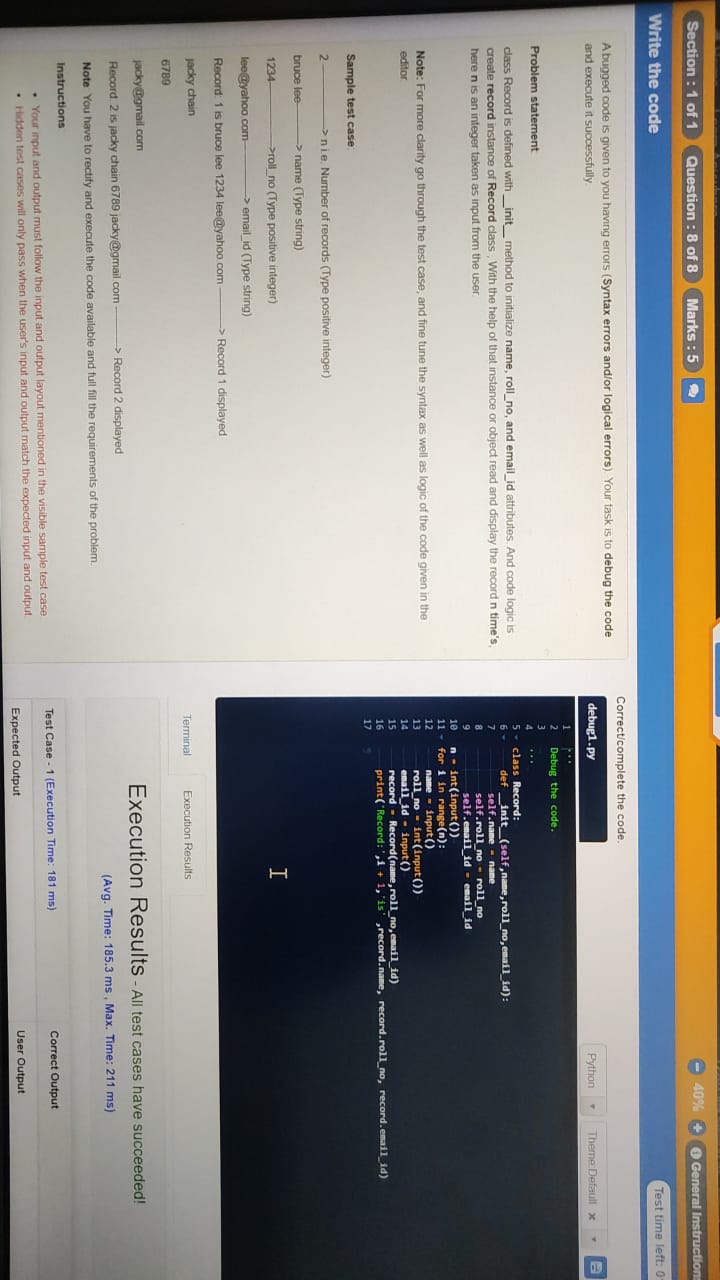 Section : 1 of 1 Question : 8 of 8 Marks : 5
- 40% + General Instruction
Write the code
Test time left: 0
A bugged code is given to you having errors (Syntax errors and/or logical errors). Your task is to debug the code
and execute it successfully
Problem statement
class Record is defined with __init__ method to initialize name, roll_no, and email_id attributes. And code logic is
create record instance of Record class . With the help of that instance or object read and display the record n time's,
here n is an integer taken as input from the user
Note: For more clarity go through the test case, and fine tune the syntax as well as logic of the code given in the
editor
Sample test case
2 ----------> n i.e. Number of records (Type positive integer)
bruce lee----------> name (Type string)
1234---------->roll_no (Type positive integer)
lee@yahoo com----------> email_id (Type string)
Record 1 is bruce lee 1234 lee@yahoo com ----------> Record 1 displayed
jacky chain
6789
jacky@gmail com
Record 2 is jacky chain 6789 jacky@gmail com ----------> Record 2 displayed
Note You have to rectify and execute the code available and full fill the requirements of the problem.
Instructions
• Your input and output must follow the input and output layout mentioned in the visible sample test case
• Hidden test cases will only pass when the user's input and output match the expected input and output
Correct/complete the code.
debug1.py
Python
Theme:Default x
1 '''
2 Debug the code.
3
4 '''
5 class Record:
6 def __init__(self,name,roll_no,email_id):
7 self.name = name
8 self.roll_no = roll_no
9 self.email_id = email_id
10 n = int(input())
11 for i in range(n):
12 name = input()
13 roll_no = int(input())
14 email_id = input()
15 record = Record(name,roll_no,email_id)
16 print('Record:',i + 1,'is' ,record.name, record.roll_no, record.email_id)
17
Terminal Execution Results
Execution Results - All test cases have succeeded!
(Avg. Time: 185.3 ms , Max. Time: 211 ms)
Test Case - 1 (Execution Time: 181 ms) Correct Output
Expected Output User Output